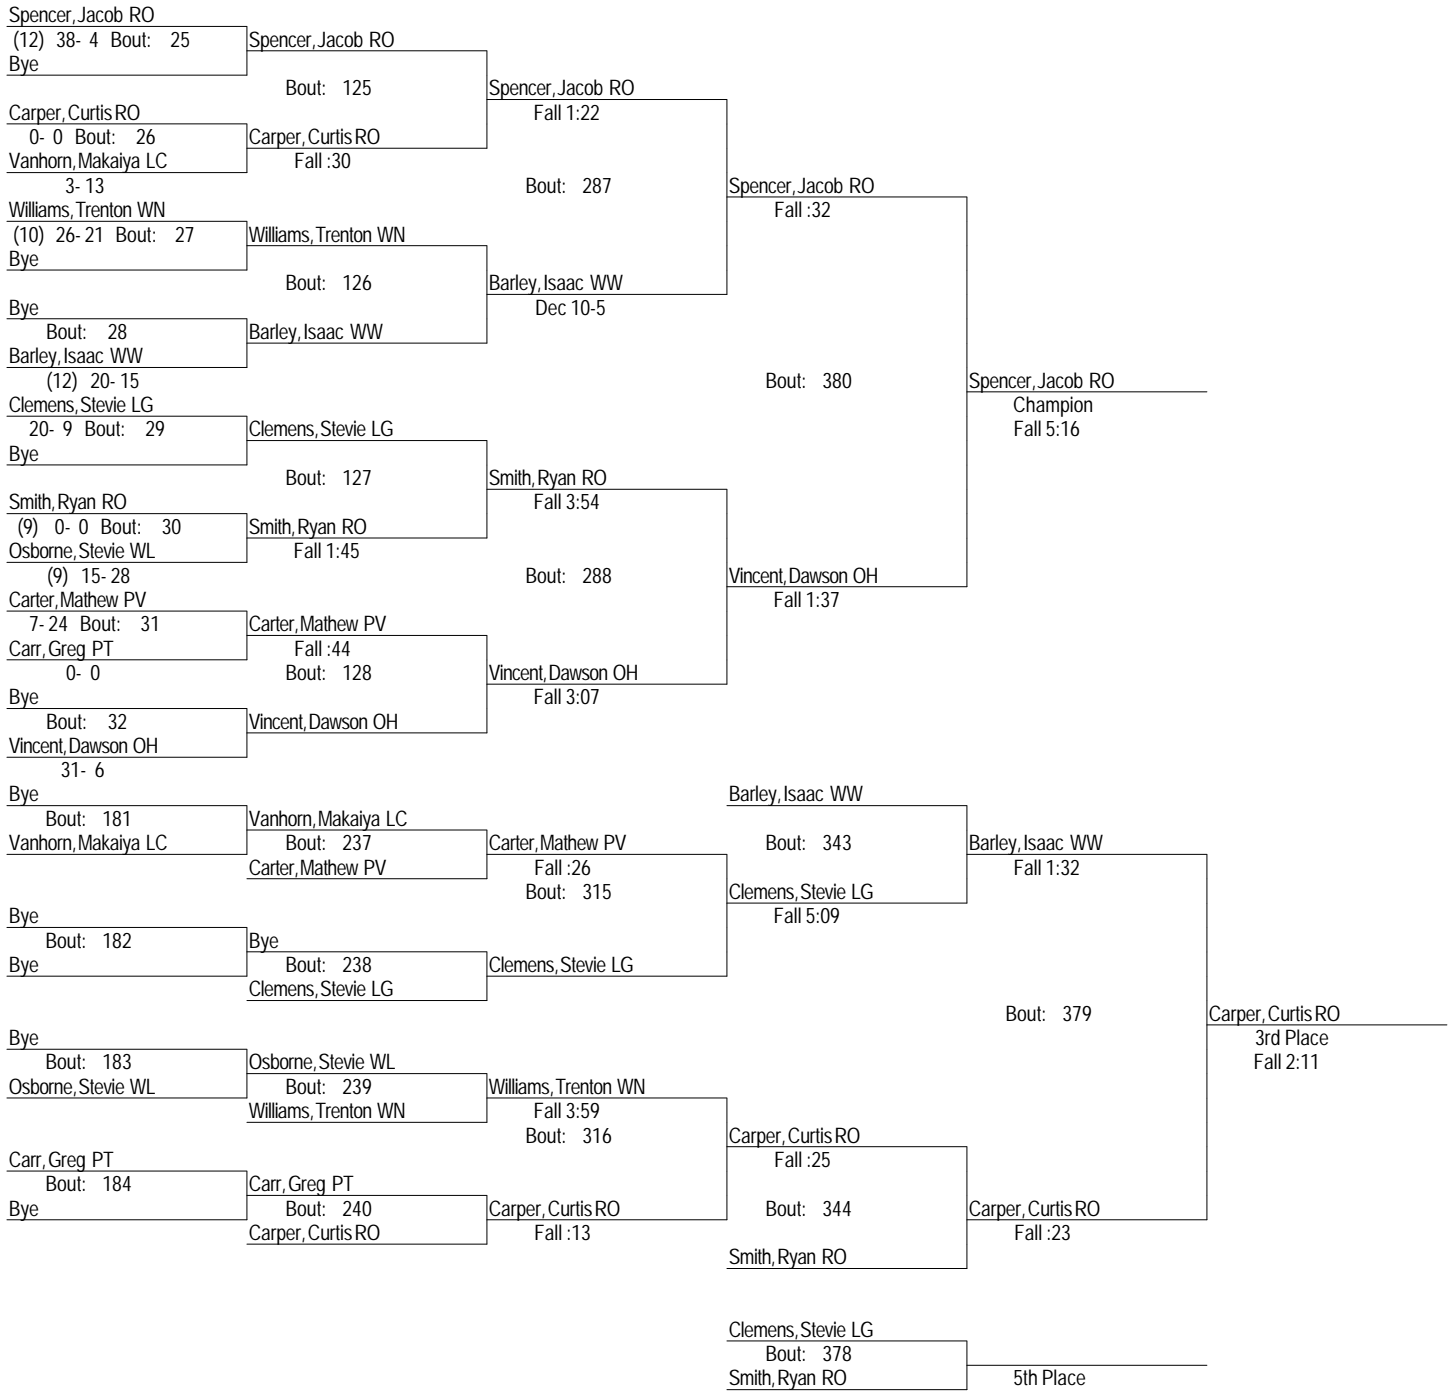 Spencer, Jacob RO
(12) 38- 4 Bout: 25
Bye
Spencer, Jacob RO
Bout: 125
Carper, Curtis RO
0- 0 Bout: 26
Vanhorn, Makaiya LC
3- 13
Carper, Curtis RO
Fall :30
Spencer, Jacob RO
Fall 1:22
Bout: 287
Williams, Trenton WN
(10) 26- 21 Bout: 27
Bye
Williams, Trenton WN
Bout: 126
Bye
Bout: 28
Barley, Isaac WW
(12) 20- 15
Barley, Isaac WW
Barley, Isaac WW
Dec 10-5
Spencer, Jacob RO
Fall :32
Bout: 380
Clemens, Stevie LG
20- 9 Bout: 29
Bye
Clemens, Stevie LG
Bout: 127
Smith, Ryan RO
(9) 0- 0 Bout: 30
Osborne, Stevie WL
(9) 15- 28
Smith, Ryan RO
Fall 1:45
Smith, Ryan RO
Fall 3:54
Bout: 288
Carter, Mathew PV
7- 24 Bout: 31
Carr, Greg PT
0- 0
Carter, Mathew PV
Fall :44
Bout: 128
Bye
Bout: 32
Vincent, Dawson OH
31- 6
Vincent, Dawson OH
Vincent, Dawson OH
Fall 3:07
Vincent, Dawson OH
Fall 1:37
Spencer, Jacob RO
Champion
Fall 5:16
Bye
Bout: 181
Vanhorn, Makaiya LC
Vanhorn, Makaiya LC
Bout: 237
Carter, Mathew PV
Carter, Mathew PV
Fall :26
Bout: 315
Bye
Bout: 182
Bye
Bye
Bout: 238
Clemens, Stevie LG
Clemens, Stevie LG
Barley, Isaac WW
Bout: 343
Clemens, Stevie LG
Fall 5:09
Barley, Isaac WW
Fall 1:32
Bout: 379
Bye
Bout: 183
Osborne, Stevie WL
Osborne, Stevie WL
Bout: 239
Williams, Trenton WN
Williams, Trenton WN
Fall 3:59
Bout: 316
Carr, Greg PT
Bout: 184
Bye
Carr, Greg PT
Bout: 240
Carper, Curtis RO
Carper, Curtis RO
Fall :13
Carper, Curtis RO
Fall :25
Bout: 344
Smith, Ryan RO
Carper, Curtis RO
Fall :23
Carper, Curtis RO
3rd Place
Fall 2:11
Clemens, Stevie LG
Bout: 378
Smith, Ryan RO
5th Place